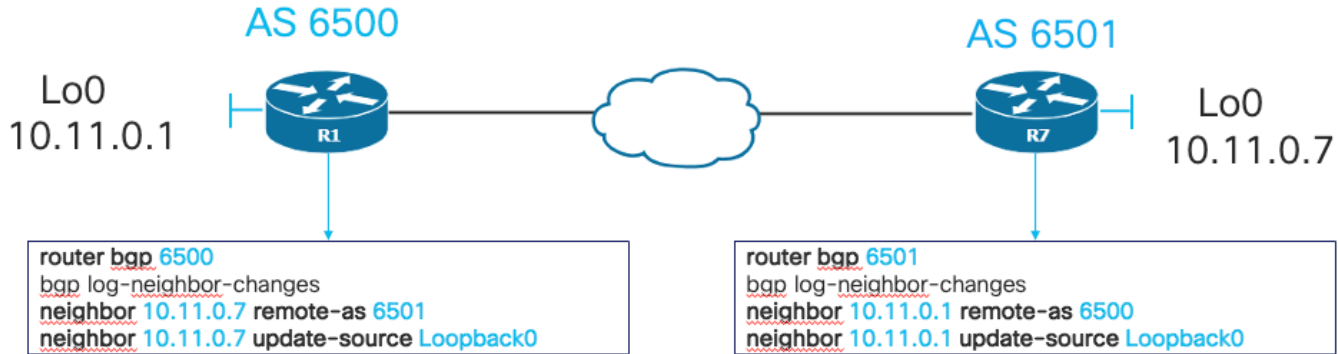 AS 6500
AS 6501
Lo0
10.11.0.1
R1
R7
Lo0
10.11.0.7
router bgp 6500
bgp log-neighbor-changes
neighbor 10.11.0.7 remote-as 6501
neighbor 10.11.0.7 update-source Loopback0
router bgp 6501
bgp log-neighbor-changes
neighbor 10.11.0.1 remote-as 6500
neighbor 10.11.0.1 update-source Loopback0